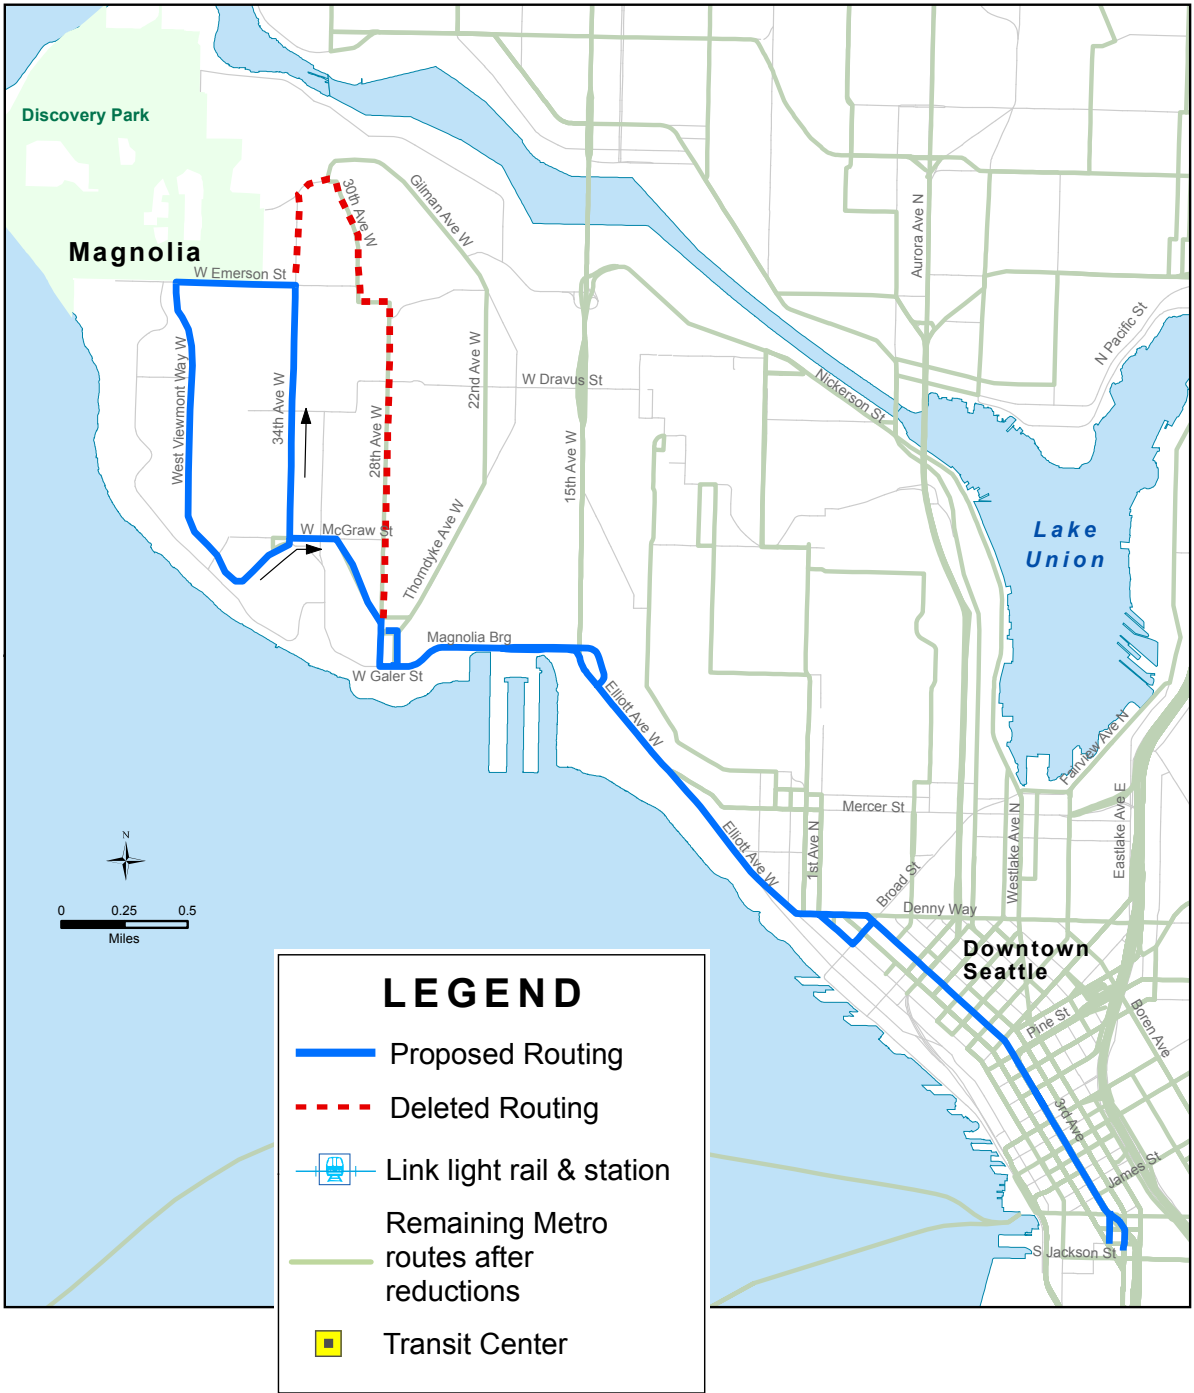 Discovery Park
Magnolia
W Emerson St
30th Ave W
Gilman Ave W
Aurora Ave N
N Pacific St
West Viewmont Way W
34th Ave W
28th Ave W
22nd Ave W
W Dravus St
15th Ave W
Nickerson St
W McGraw St
Thorndyke Ave W
Lake
Union
Magnolia Brg
W Galer St
Elliott Ave W
Fairview Ave N
Mercer St
Elliott Ave W
1st Ave N
Westlake Ave N
Eastlake Ave E
Broad St
Denny Way
N
0 0.25 0.5
Miles
Downtown
Seattle
Pine St
Boren Ave
3rd Ave
James St
S Jackson St
LEGEND
Proposed Routing
Deleted Routing
Link light rail & station
Remaining Metro
routes after
reductions
Transit Center